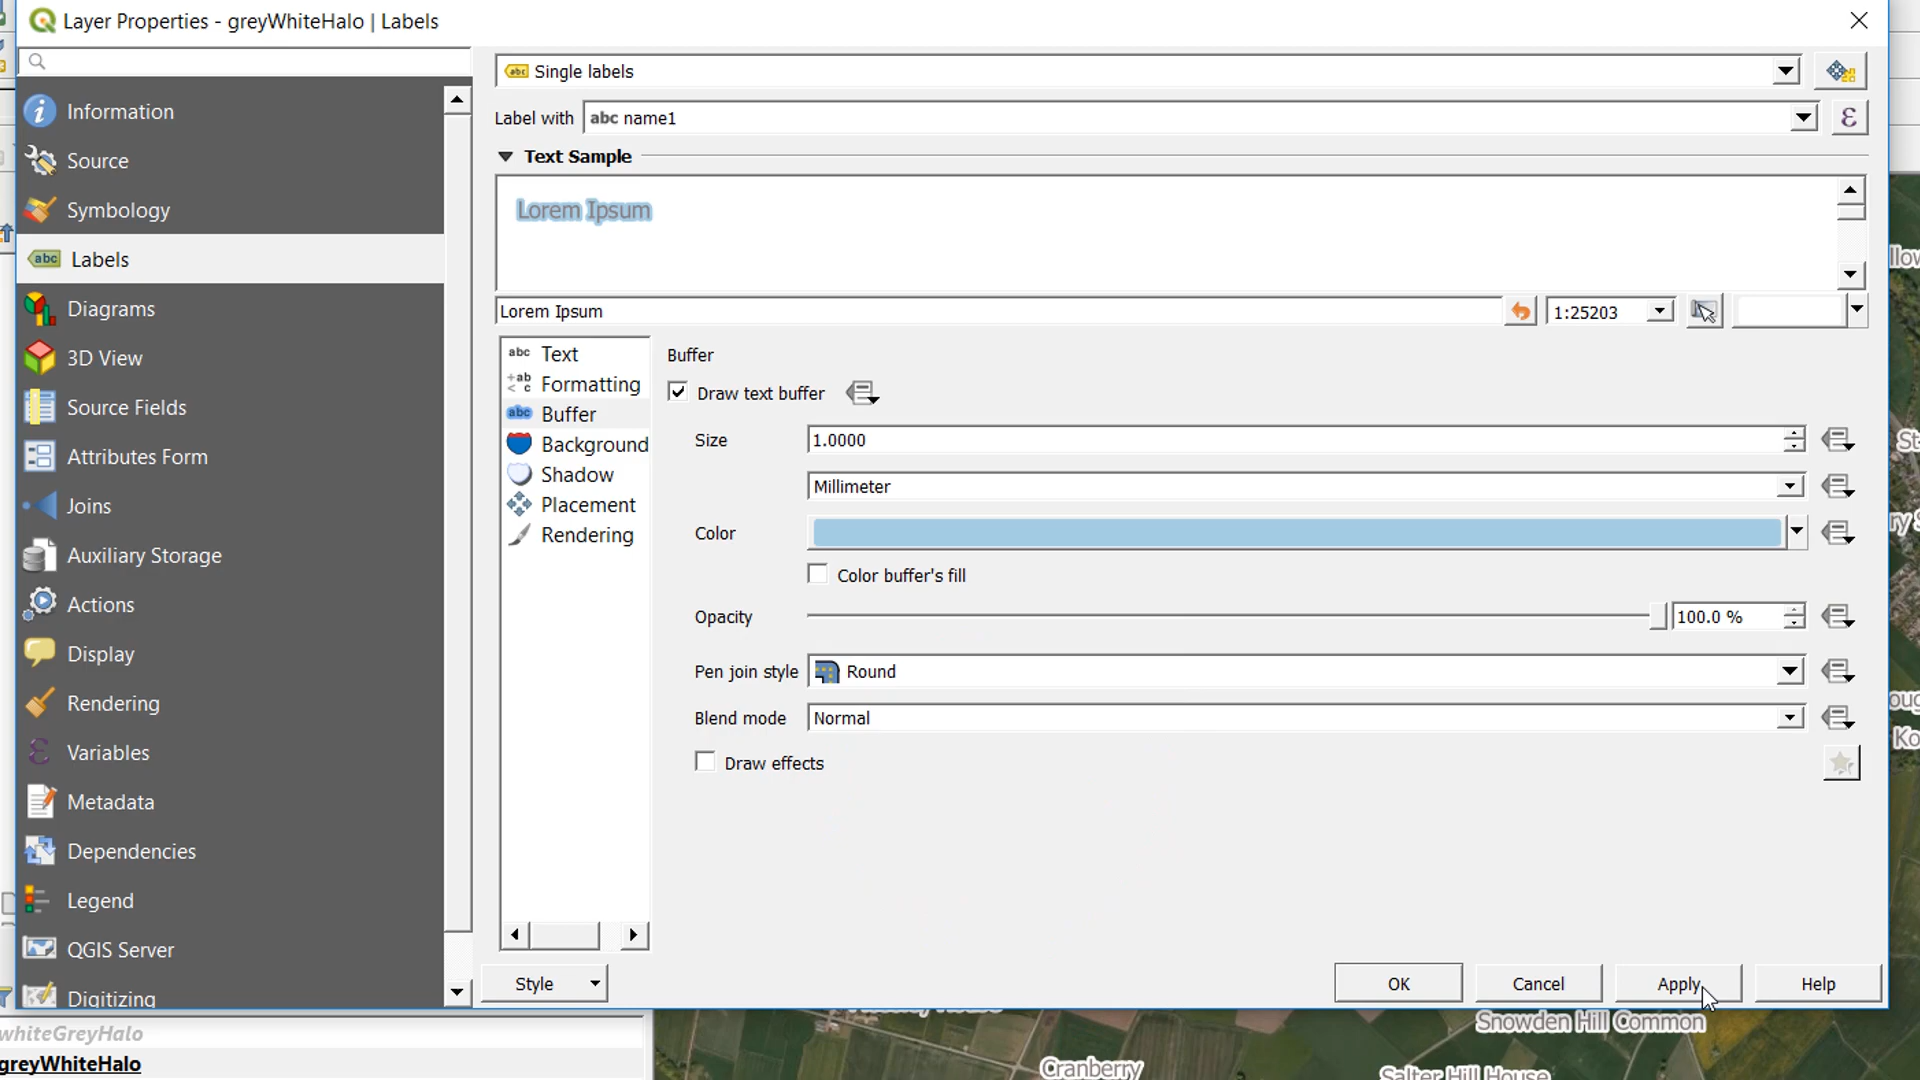 Layer Properties - greyWhiteHalo | Labels
Information
Source
Symbology
abc Labels
Diagrams
3D View
Source Fields
Attributes Form
Joins
Auxiliary Storage
Actions
Display
Rendering
Variables
Metadata
Dependencies
Legend
QGIS Server
Digitizing
abc Single labels
Label with abc name1 ε
Text Sample
Lorem Ipsum
Lorem Ipsum 1:25203
abc Text
+ab < c Formatting
abc Buffer
Background
Shadow
Placement
Rendering
Buffer
Draw text buffer
Size 1.0000
Millimeter
Color
Color buffer's fill
Opacity 100.0 %
Pen join style Round
Blend mode Normal
Draw effects
Style OK Cancel Apply Help
whiteGreyHalo
greyWhiteHalo
Snowden Hill Common
Cranberry
Salter Hill House